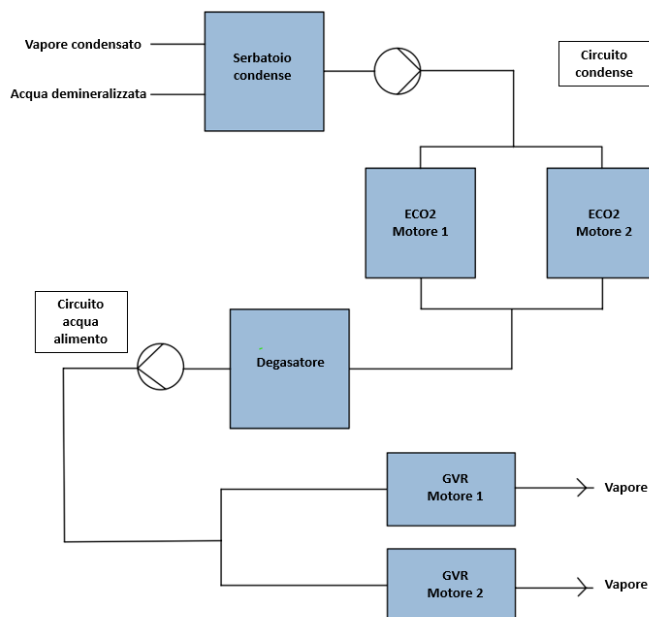 Vapore condensato
Acqua demineralizzata
Serbatoio
condense
Circuito
condense
ECO2
Motore 1
ECO2
Motore 2
Circuito
acqua
alimento
Degasatore
GVR
Motore 1
Vapore
GVR
Motore 2
Vapore